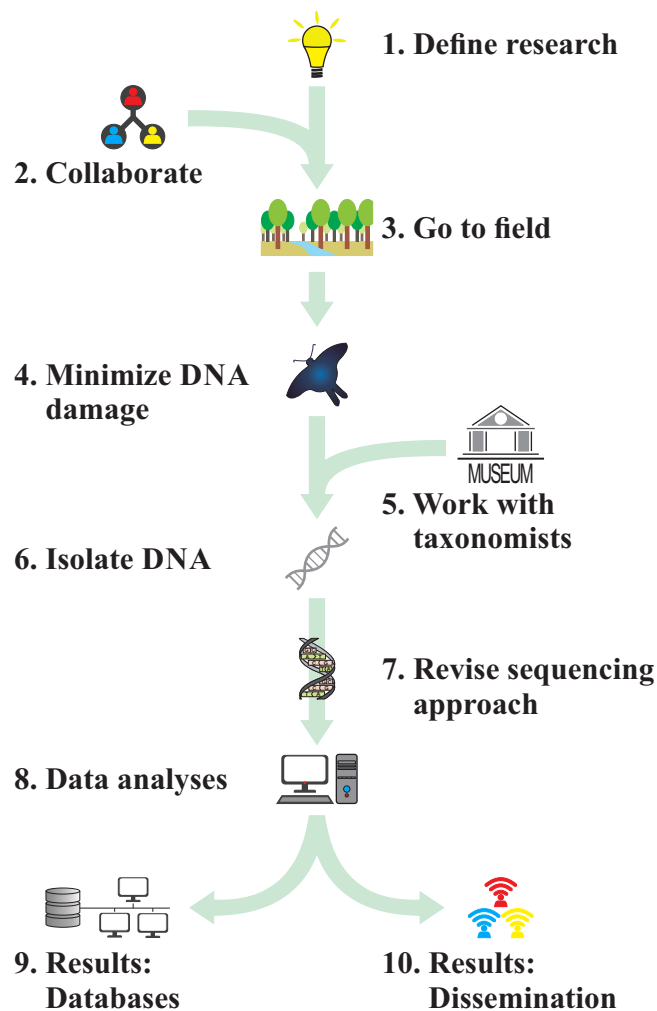 1. Define research
2. Collaborate
3. Go to field
4. Minimize DNA
damage
MUSEUM
5. Work with
taxonomists
6. Isolate DNA
7. Revise sequencing
approach
8. Data analyses
9. Results:
Databases
10. Results:
Dissemination